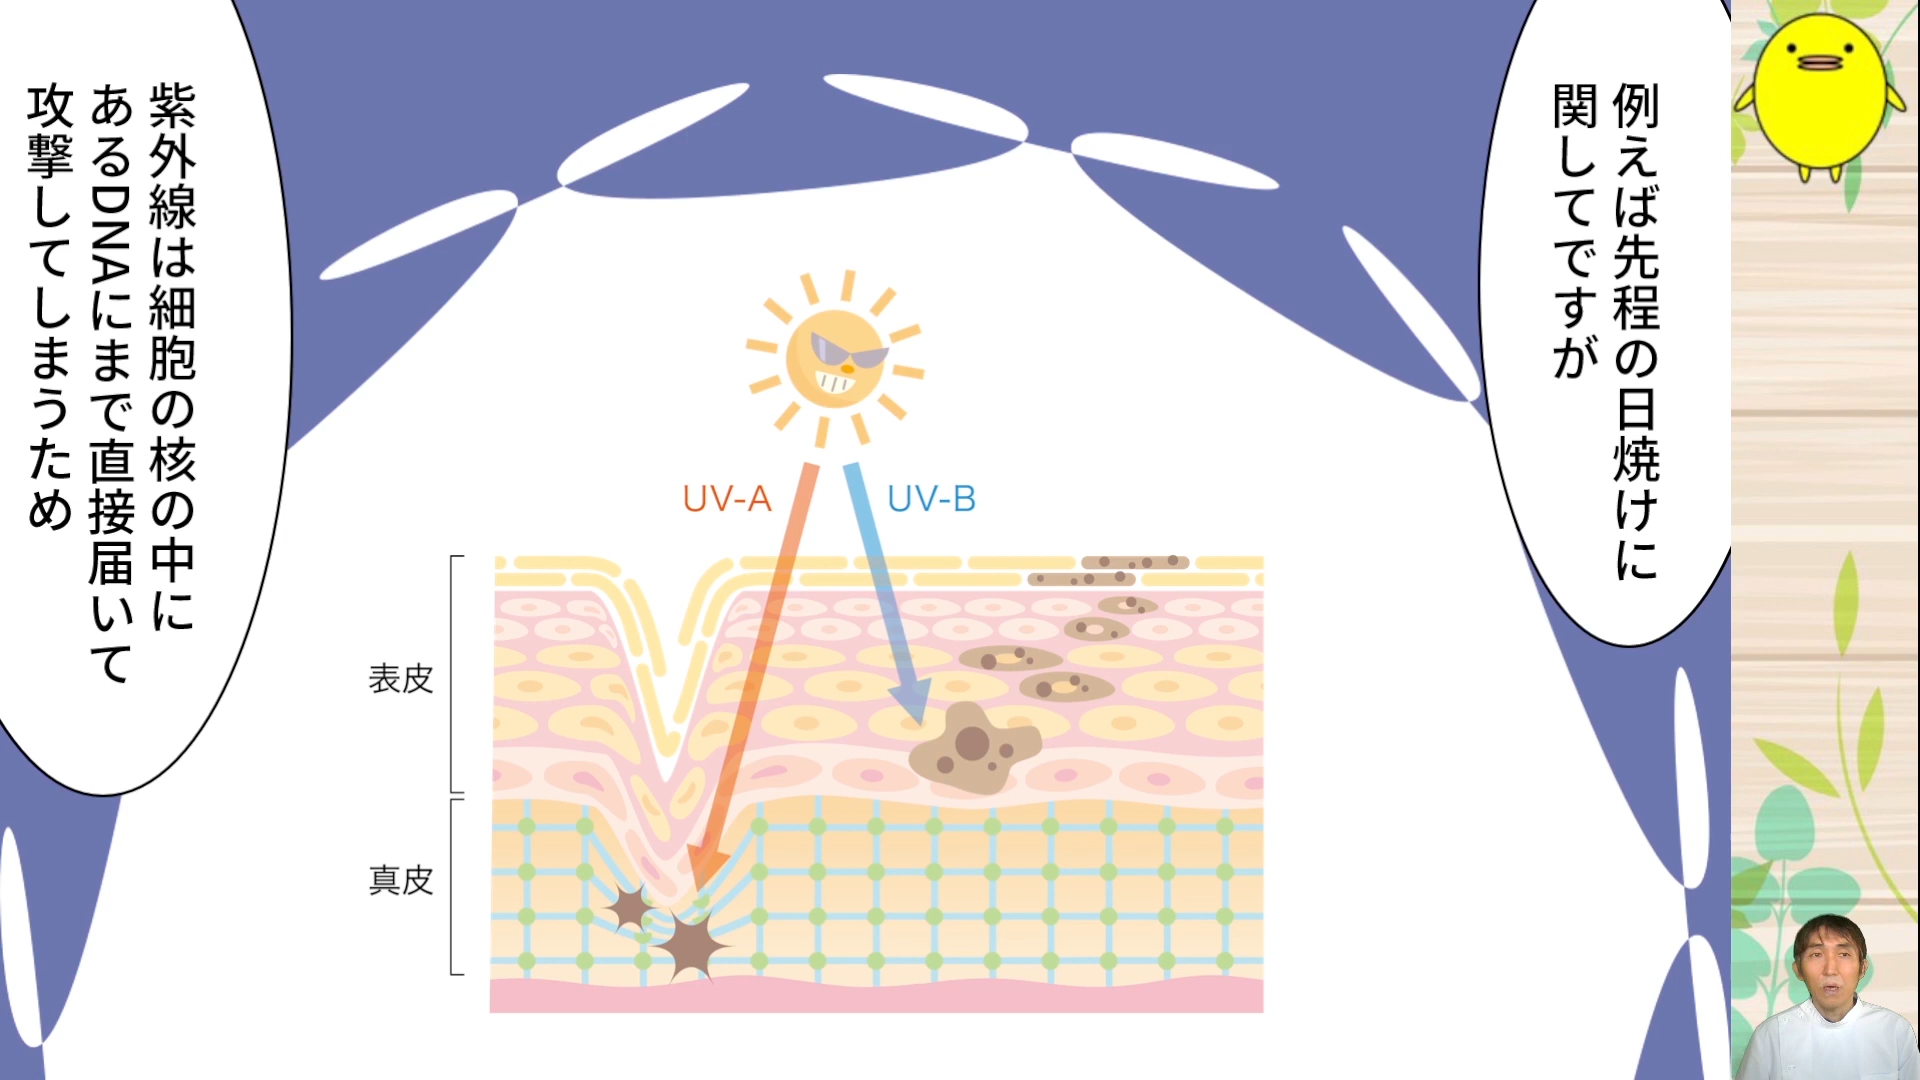 例えば先程の日焼けに
関してですが
紫外線は細胞の核の中に
あるDNAにまで直接届いて
攻撃してしまうため
UV-A
UV-B
表皮
真皮